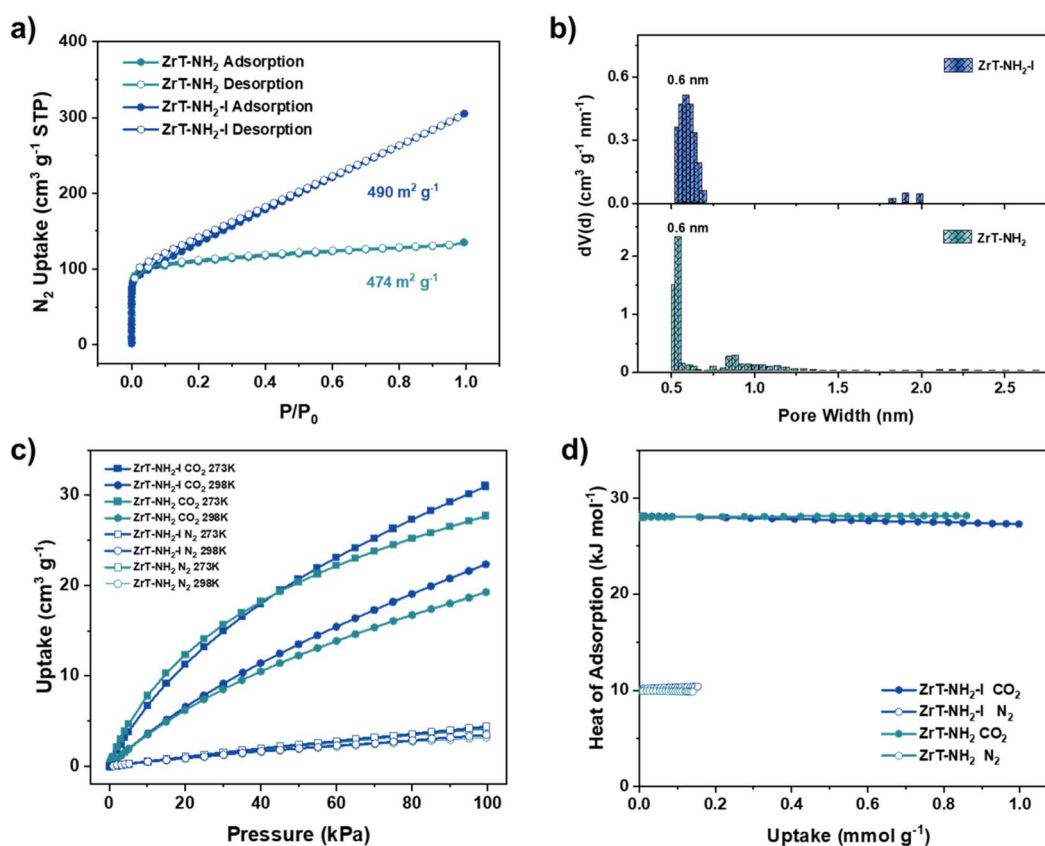 a)
400
300
200
100
0
N₂ Uptake (cm³ g⁻¹ STP)
ZrT-NH₂ Adsorption
ZrT-NH₂ Desorption
ZrT-NH₂-I Adsorption
ZrT-NH₂-I Desorption
490 m² g⁻¹
474 m² g⁻¹
0.0 0.2 0.4 0.6 0.8 1.0
P/P₀
b)
0.6
0.3
0.0
2
1
0
dV(d) (cm³ g⁻¹ nm⁻¹)
0.6 nm
ZrT-NH₂-I
0.6 nm
ZrT-NH₂
0.5 1.0 1.5 2.0 2.5
Pore Width (nm)
c)
30
20
10
0
Uptake (cm³ g⁻¹)
ZrT-NH₂-I CO₂ 273K
ZrT-NH₂-I CO₂ 298K
ZrT-NH₂ CO₂ 273K
ZrT-NH₂ CO₂ 298K
ZrT-NH₂-I N₂ 273K
ZrT-NH₂-I N₂ 298K
ZrT-NH₂ N₂ 273K
ZrT-NH₂ N₂ 298K
0 20 40 60 80 100
Pressure (kPa)
d)
40
30
20
10
0
Heat of Adsorption (kJ mol⁻¹)
ZrT-NH₂-I CO₂
ZrT-NH₂-I N₂
ZrT-NH₂ CO₂
ZrT-NH₂ N₂
0.0 0.2 0.4 0.6 0.8 1.0
Uptake (mmol g⁻¹)